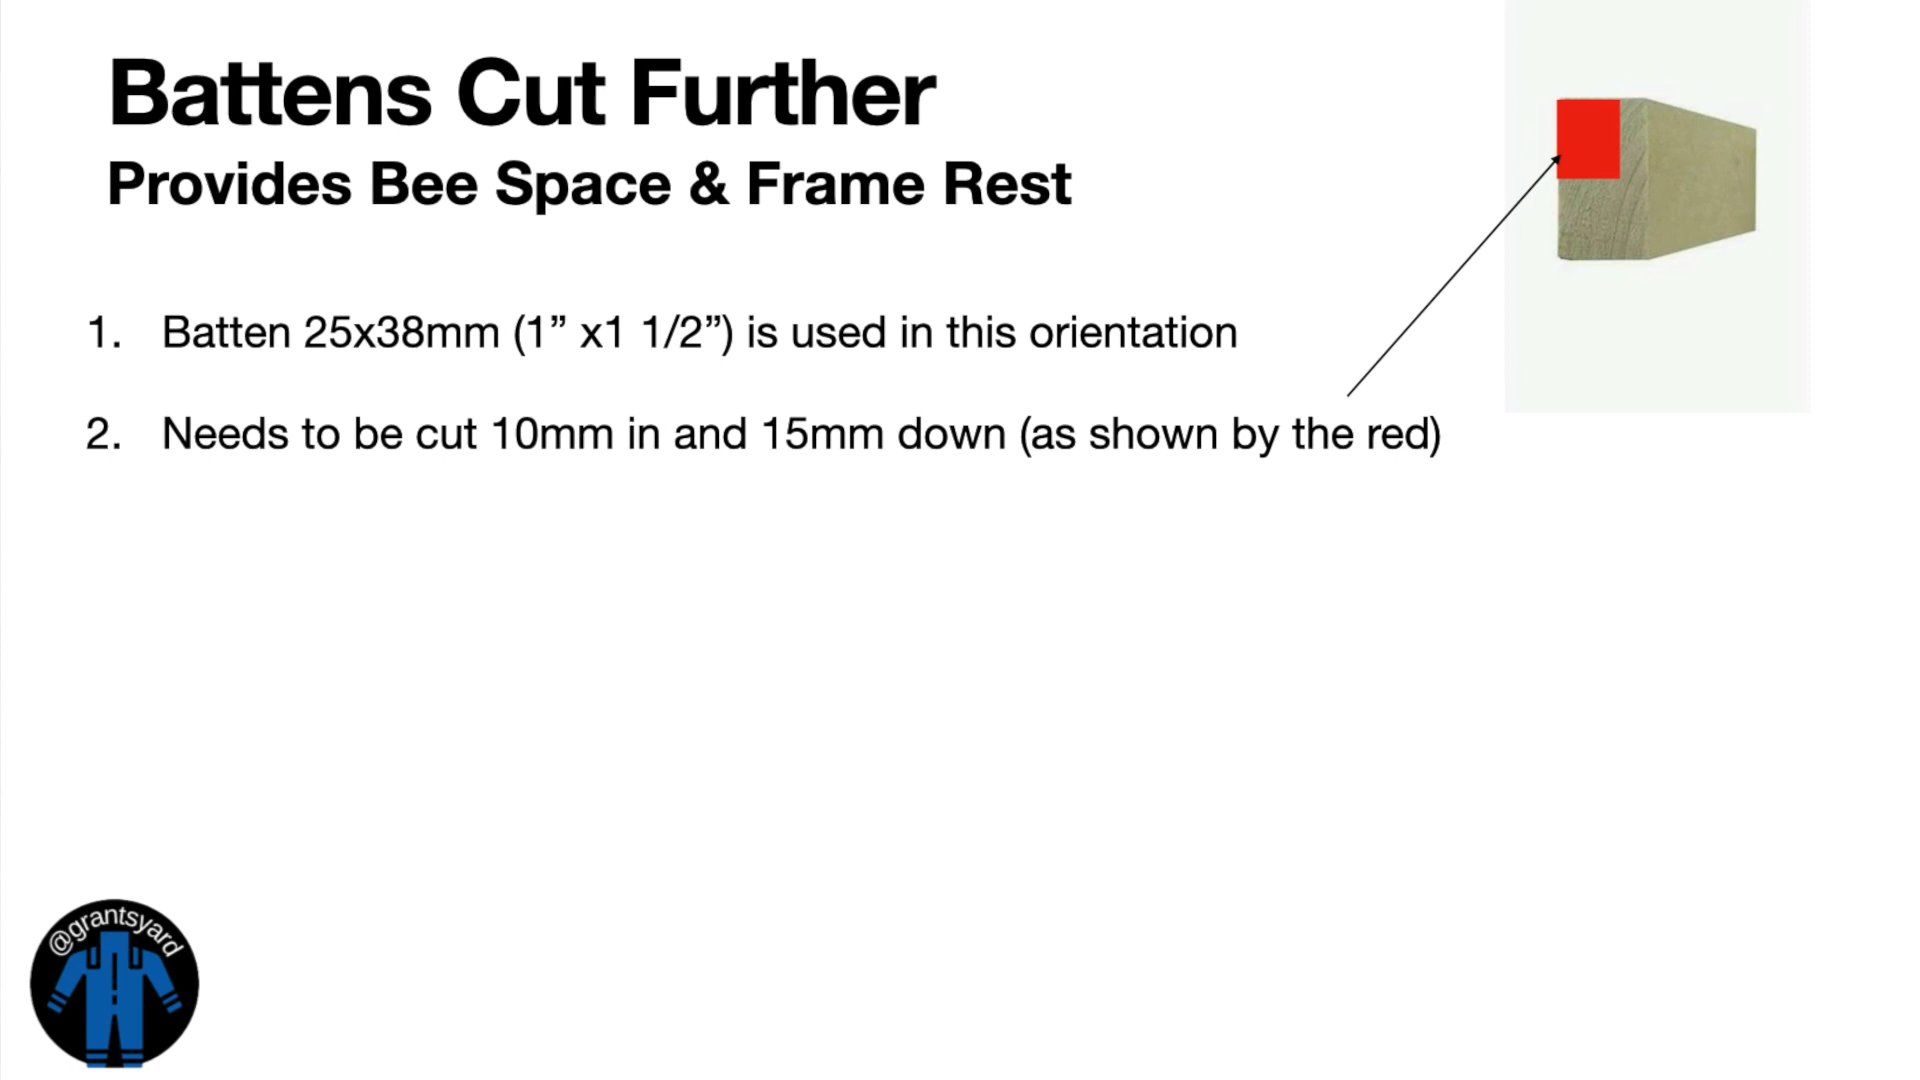 Battens Cut Further
Provides Bee Space & Frame Rest
1. Batten 25x38mm (1” x1 1/2”) is used in this orientation
2. Needs to be cut 10mm in and 15mm down (as shown by the red)
@grantsyard